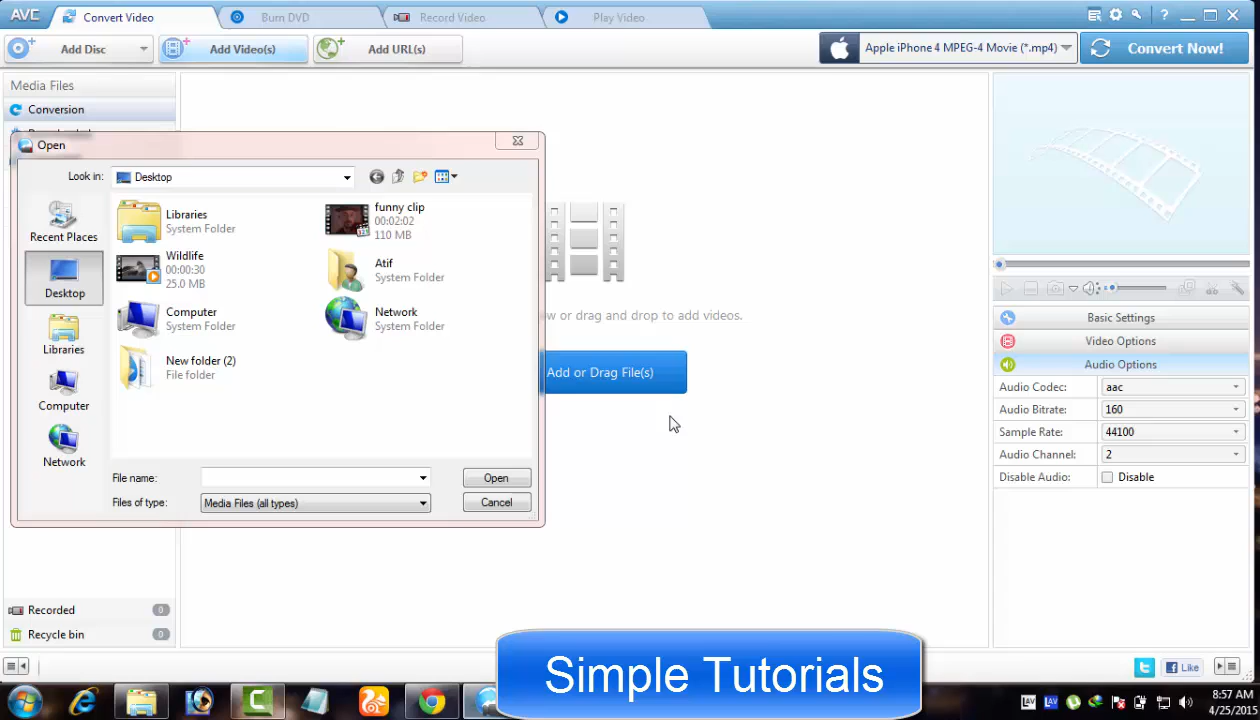 AVC
Convert Video
Burn DVD
Record Video
Play Video
?
Add Disc
Add Video(s)
Add URL(s)
Apple iPhone 4 MPEG-4 Movie (*.mp4)
Convert Now!
Media Files
Conversion
Open
Look in:
Desktop
Recent Places
Desktop
Libraries
Computer
Network
Libraries
System Folder
funny clip
00:02:02
110 MB
Wildlife
00:00:30
25.0 MB
Atif
System Folder
Computer
System Folder
Network
System Folder
New folder (2)
File folder
File name:
Open
Files of type:
Media Files (all types)
Cancel
or drag and drop to add videos.
Add or Drag File(s)
Basic Settings
Video Options
Audio Options
Audio Codec:
aac
Audio Bitrate:
160
Sample Rate:
44100
Audio Channel:
2
Disable Audio:
Disable
Recorded
0
Recycle bin
0
Like
Simple Tutorials
LAV
LAV
8:57 AM
4/25/2015